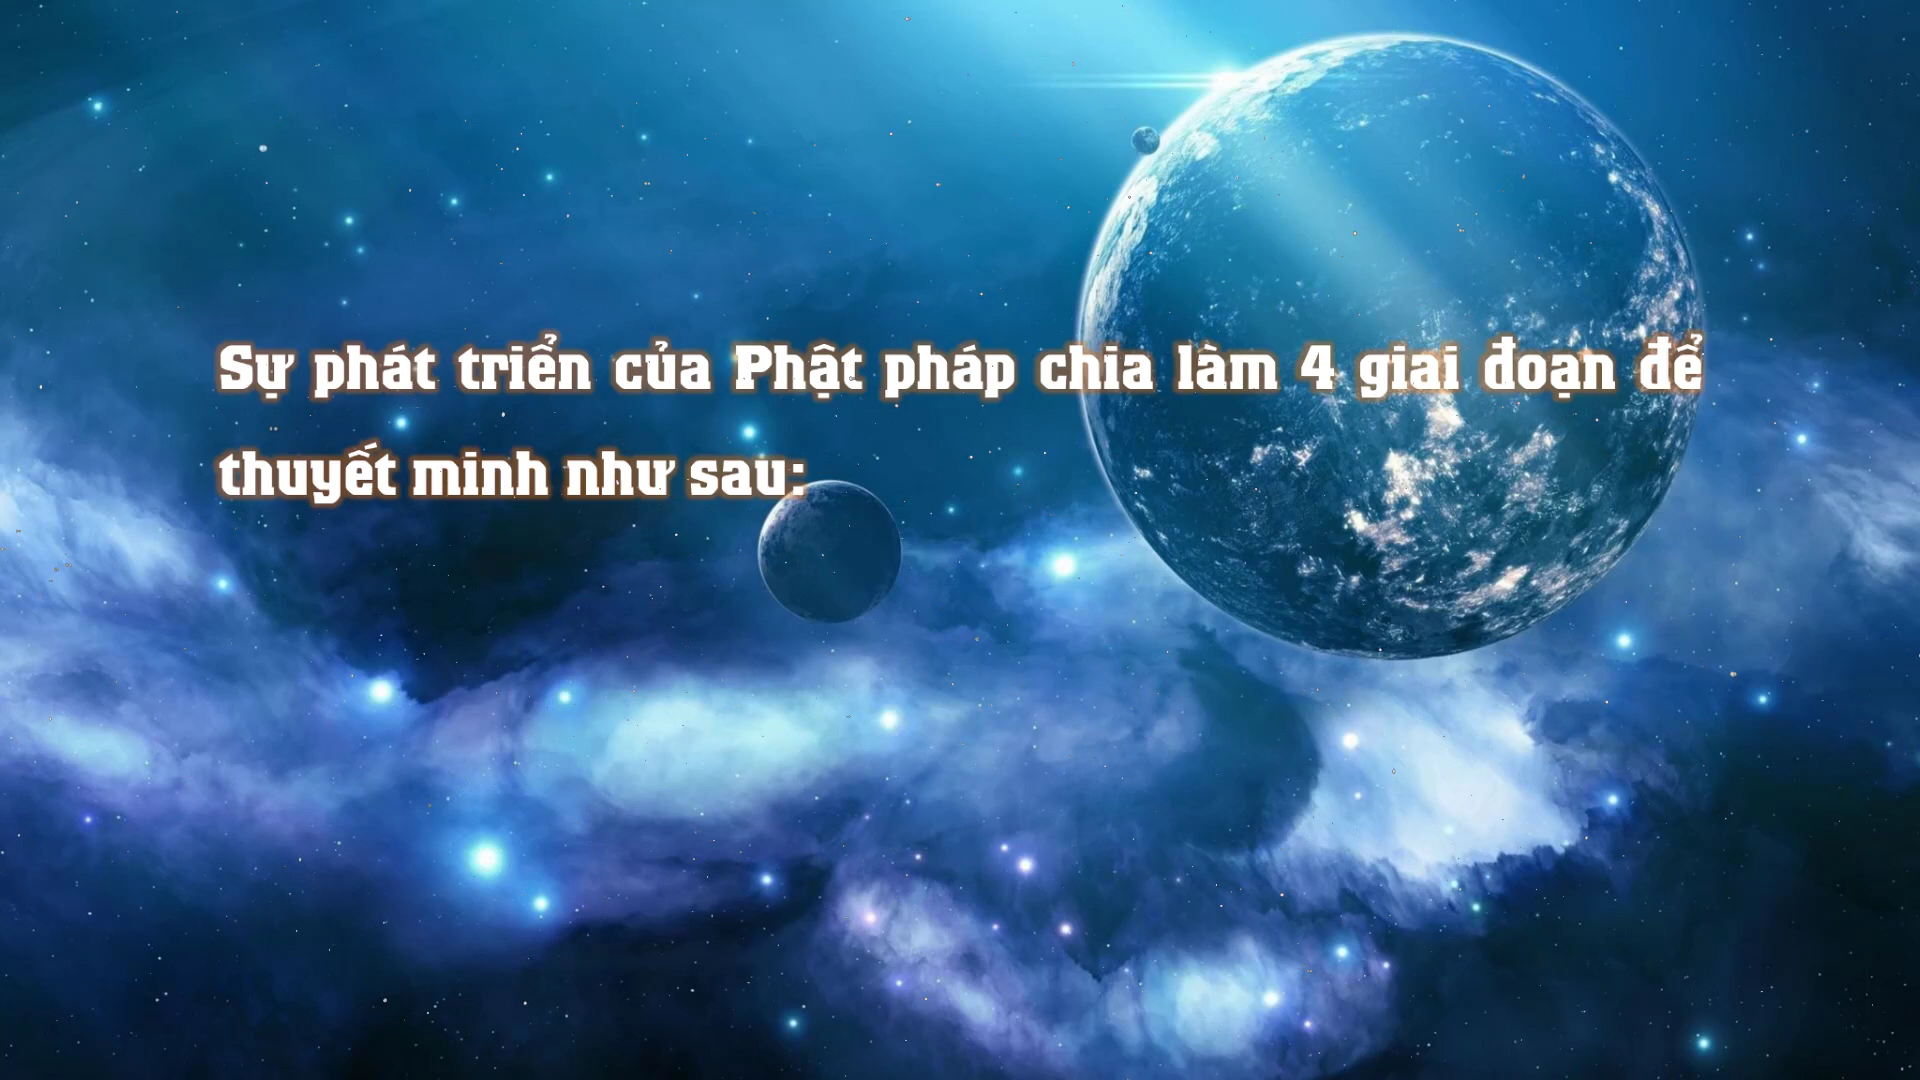 Sự phát triển của Phật pháp chia làm 4 giai đoạn để
thuyết minh như sau: